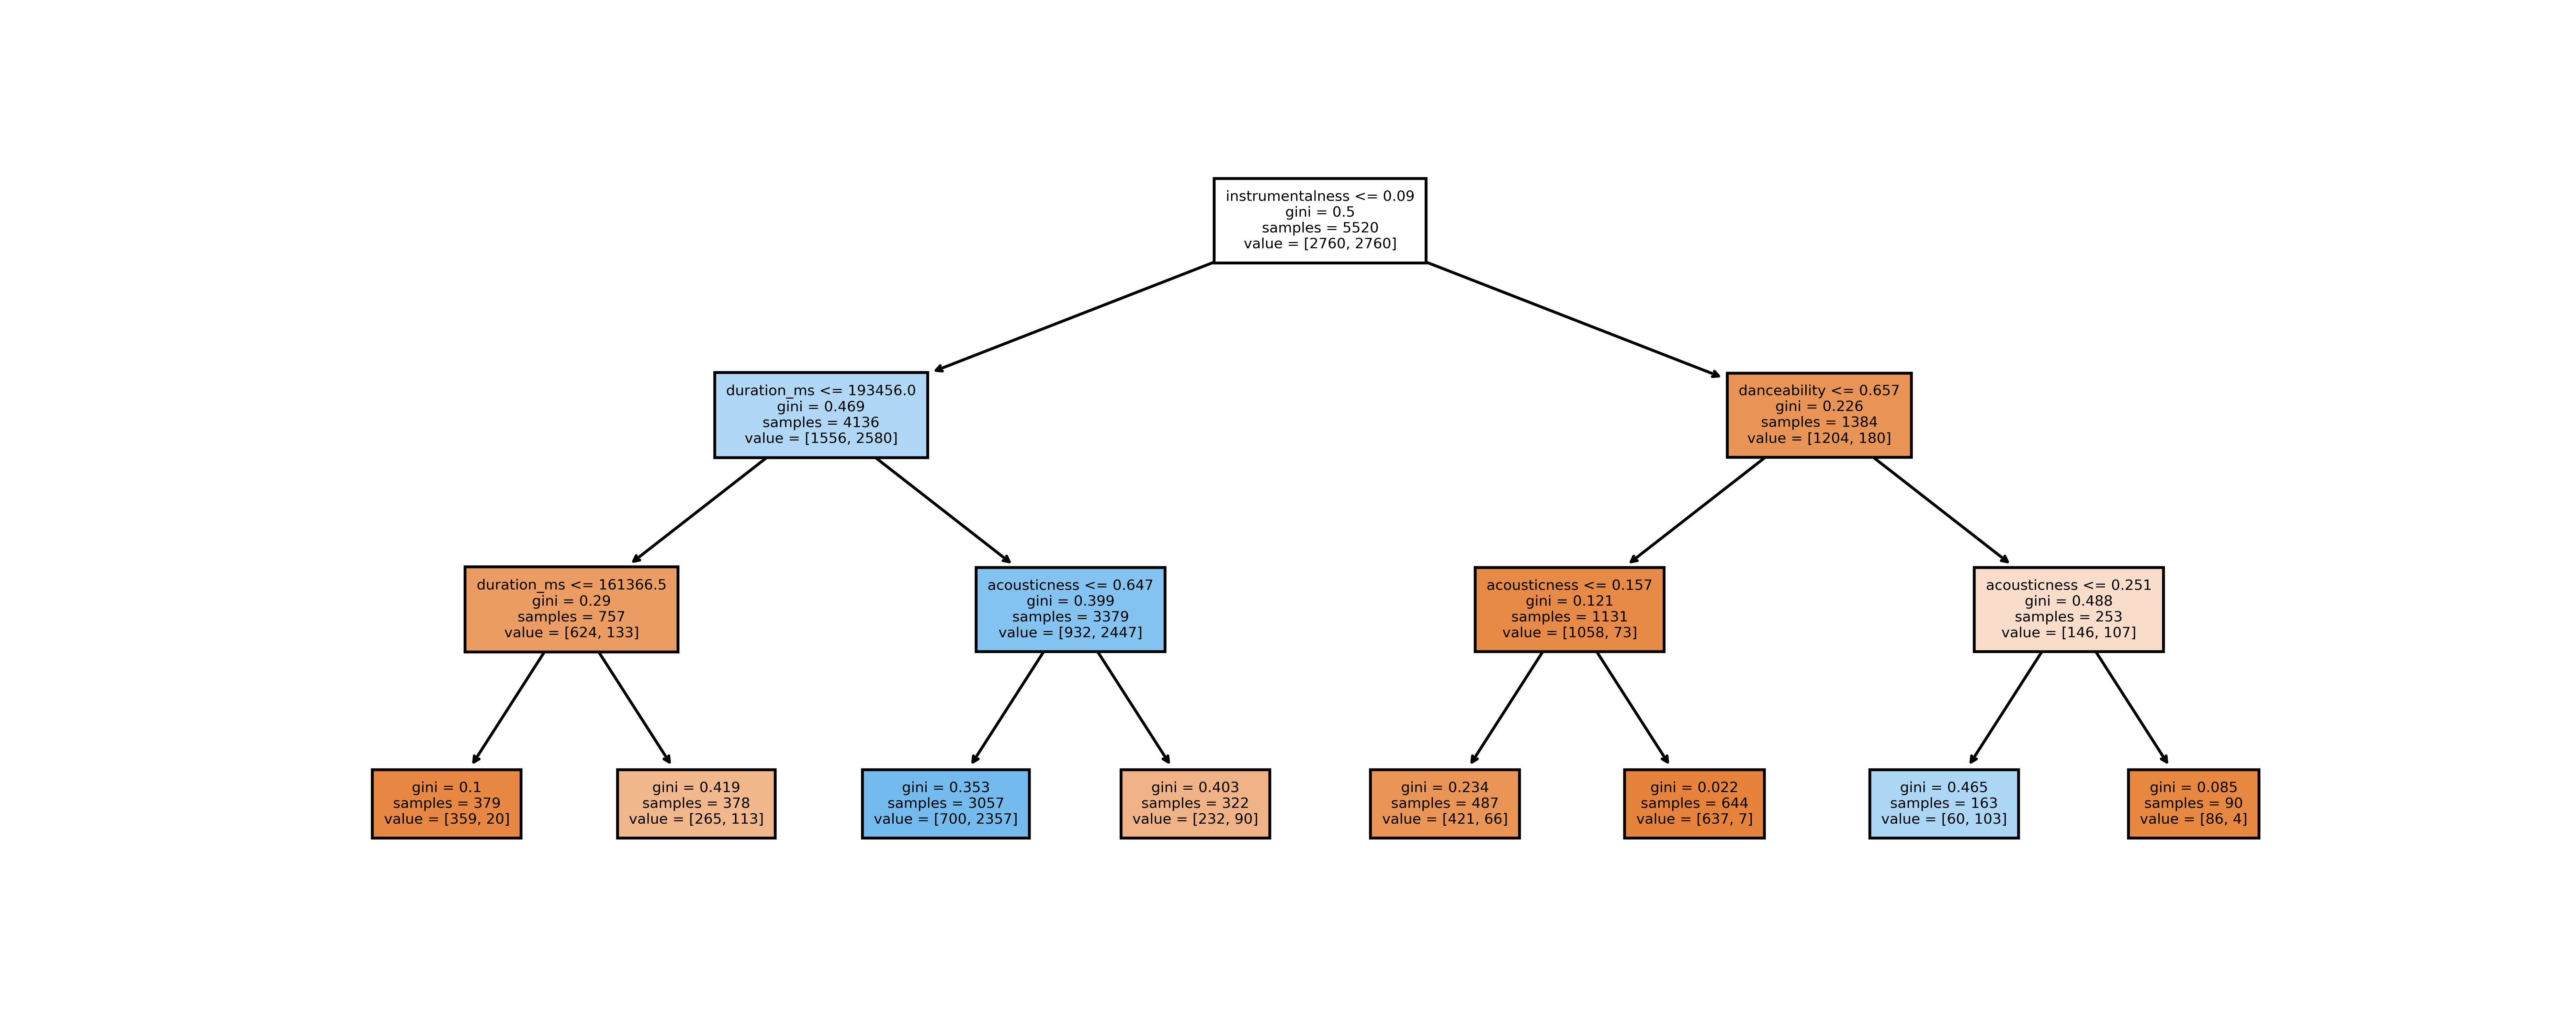 instrumentalness <= 0.09
gini = 0.5
samples = 5520
value = [2760, 2760]
duration_ms <= 193456.0
gini = 0.469
samples = 4136
value = [1556, 2580]
danceability <= 0.657
gini = 0.226
samples = 1384
value = [1204, 180]
duration_ms <= 161366.5
gini = 0.29
samples = 757
value = [624, 133]
acousticness <= 0.647
gini = 0.399
samples = 3379
value = [932, 2447]
acousticness <= 0.157
gini = 0.121
samples = 1131
value = [1058, 73]
acousticness <= 0.251
gini = 0.488
samples = 253
value = [146, 107]
gini = 0.1
samples = 379
value = [359, 20]
gini = 0.419
samples = 378
value = [265, 113]
gini = 0.353
samples = 3057
value = [700, 2357]
gini = 0.403
samples = 322
value = [232, 90]
gini = 0.234
samples = 487
value = [421, 66]
gini = 0.022
samples = 644
value = [637, 7]
gini = 0.465
samples = 163
value = [60, 103]
gini = 0.085
samples = 90
value = [86, 4]